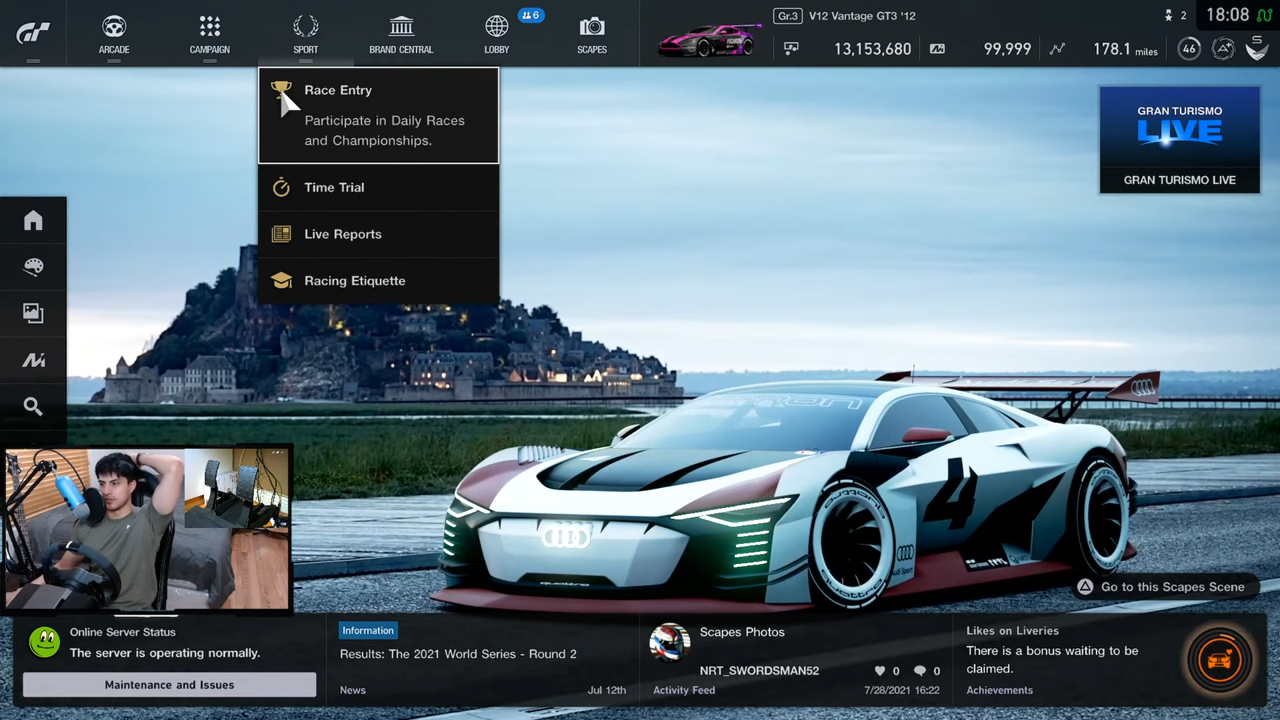 ARCADE
CAMPAIGN
SPORT
BRAND CENTRAL
LOBBY
6
SCAPES
Gr.3 V12 Vantage GT3 '12
2
18:08
13,153,680
99,999
178.1 miles
46
S
Race Entry
Participate in Daily Races
and Championships.
Time Trial
Live Reports
Racing Etiquette
GRAN TURISMO
LIVE
GRAN TURISMO LIVE
4
quattro
Go to this Scapes Scene
Online Server Status
The server is operating normally.
Maintenance and Issues
Information
Results: The 2021 World Series - Round 2
News
Jul 12th
Scapes Photos
NRT_SWORDSMAN52
0
0
Activity Feed
7/28/2021 16:22
Likes on Liveries
There is a bonus waiting to be
claimed.
Achievements